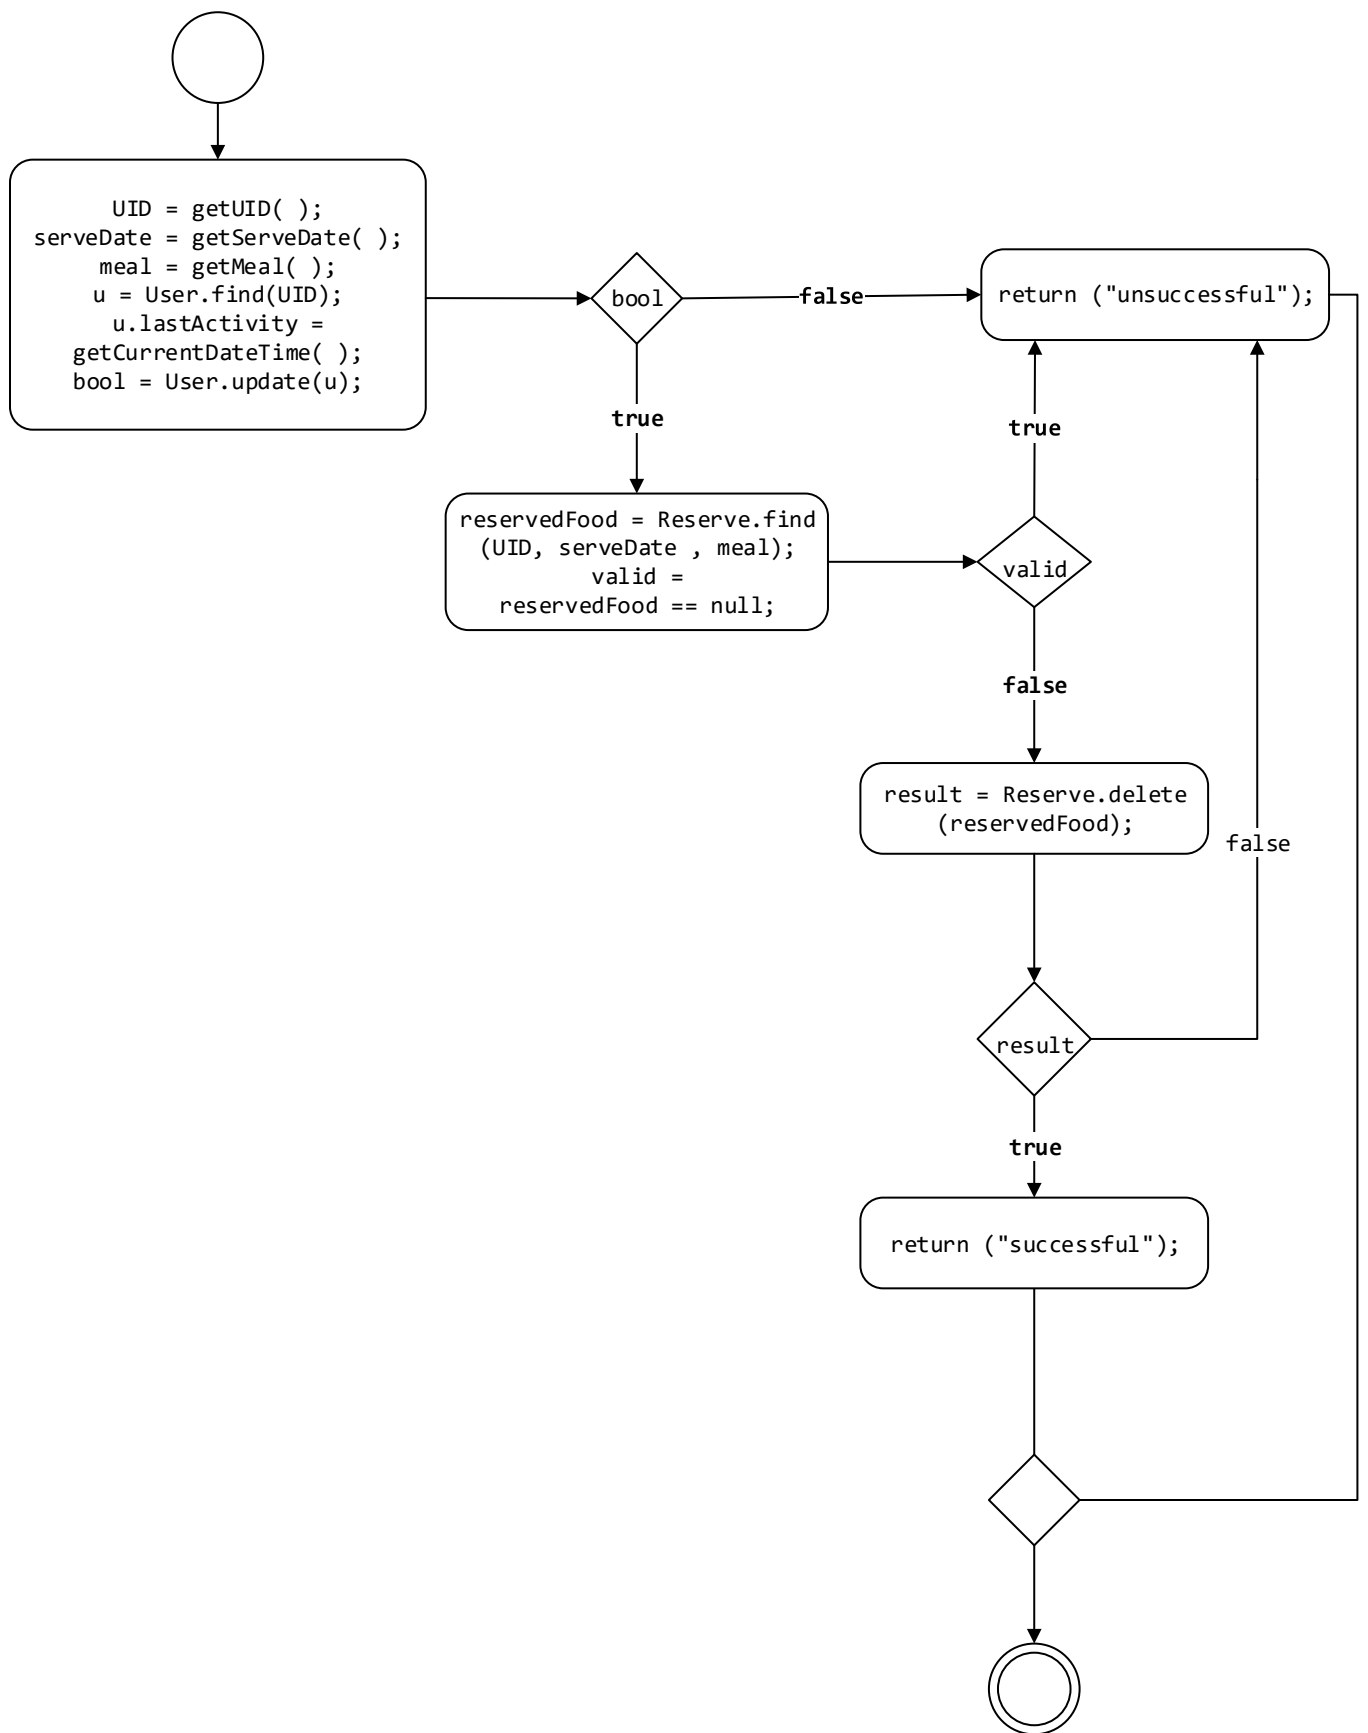 UID = getUID( );
serveDate = getServeDate( );
meal = getMeal( );
u = User.find(UID);
u.lastActivity =
getCurrentDateTime( );
bool = User.update(u);
bool
false
return ("unsuccessful");
true
true
reservedFood = Reserve.find
(UID, serveDate , meal);
valid =
reservedFood == null;
valid
false
result = Reserve.delete
(reservedFood);
false
result
true
return ("successful");